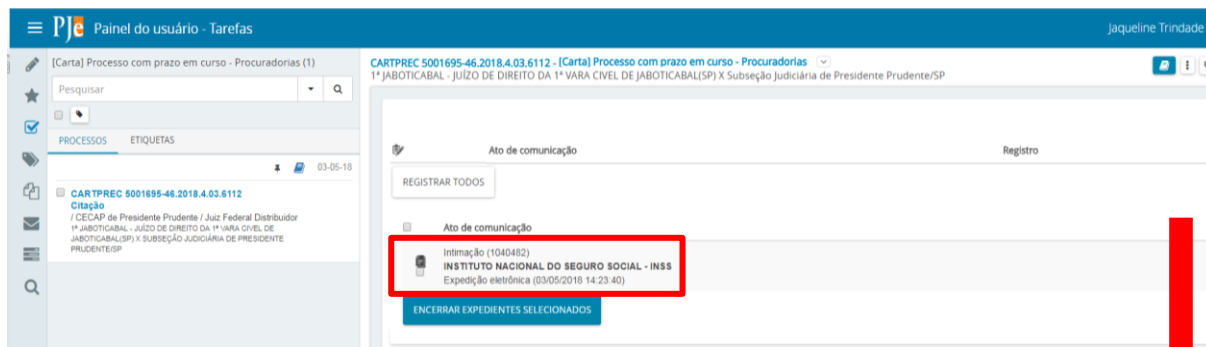 PJe Painel do usuário - Tarefas
Jaqueline Trindade
[Carta] Processo com prazo em curso - Procuradorias (1)
Pesquisar
PROCESSOS
ETIQUETAS
03-05-18
CARTPREC 5001695-46.2018.4.03.6112
Citação
/ CECAP de Presidente Prudente / Juiz Federal Distribuidor
1ª JABOTICABAL - JUÍZO DE DIREITO DA 1ª VARA CIVEL DE
JABOTICABAL(SP) X SUBSEÇÃO JUDICIÁRIA DE PRESIDENTE
PRUDENTE/SP
CARTPREC 5001695-46.2018.4.03.6112 - [Carta] Processo com prazo em curso - Procuradorias
1ª JABOTICABAL - JUÍZO DE DIREITO DA 1ª VARA CIVEL DE JABOTICABAL(SP) X Subseção Judiciária de Presidente Prudente/SP
Ato de comunicação
Registro
REGISTRAR TODOS
Ato de comunicação
Intimação (1040482)
INSTITUTO NACIONAL DO SEGURO SOCIAL - INSS
Expedição eletrônica (03/05/2018 14:23:40)
ENCERRAR EXPEDIENTES SELECIONADOS